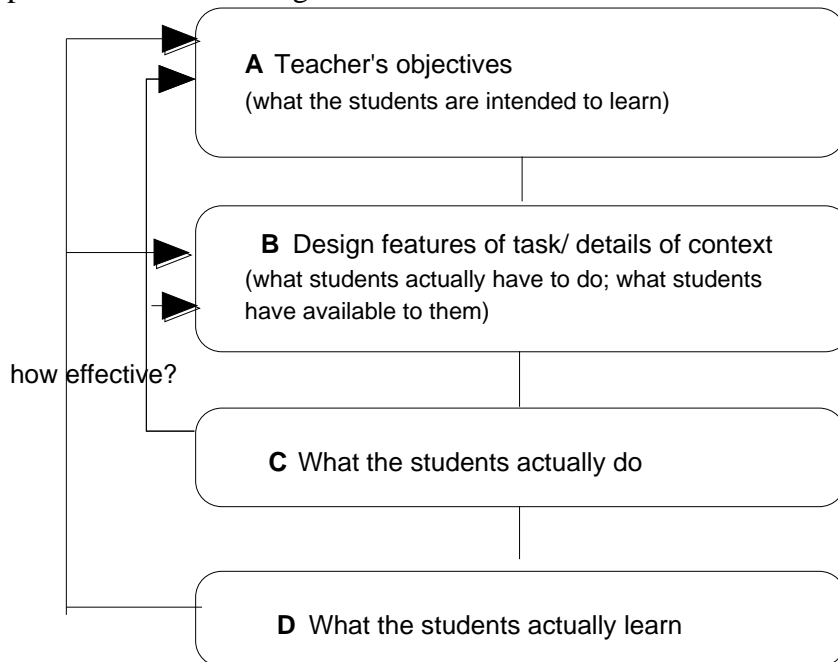 A Teacher's objectives
(what the students are intended to learn)
B Design features of task/ details of context
(what students actually have to do; what students
have available to them)
how effective?
C What the students actually do
D What the students actually learn